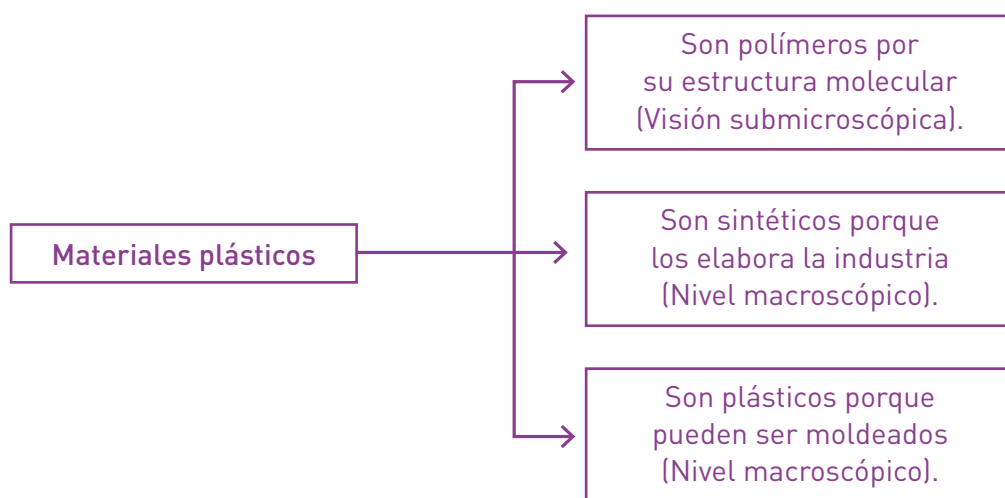 Son polímeros por
su estructura molecular
(Visión submicroscópica).
Materiales plásticos
Son sintéticos porque
los elabora la industria
(Nivel macroscópico).
Son plásticos porque
pueden ser moldeados
(Nivel macroscópico).